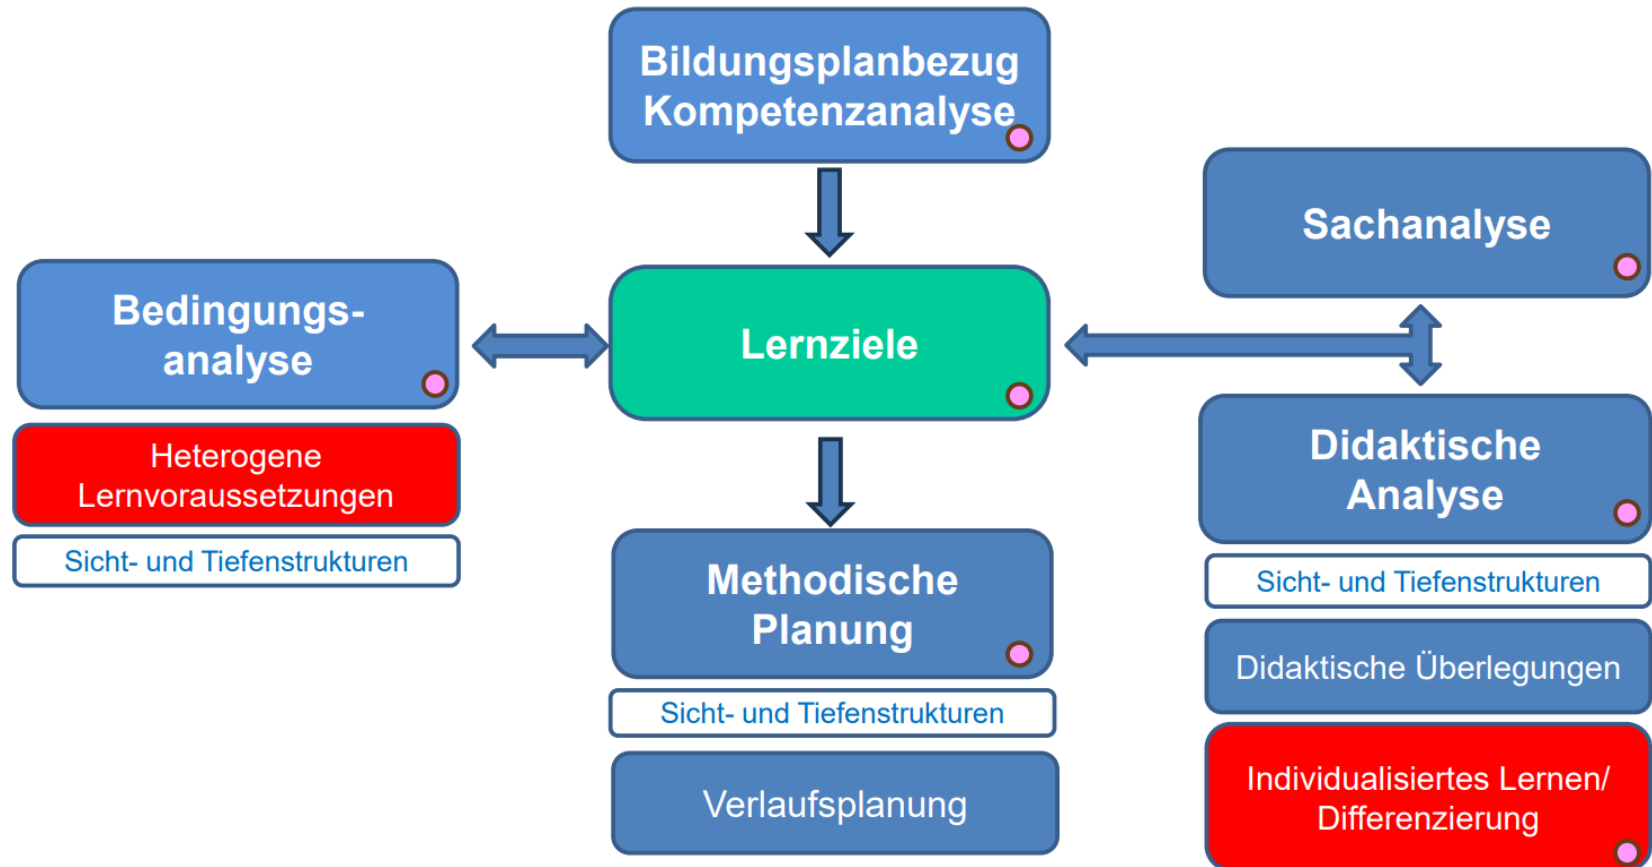 Bildungsplanbezug
Kompetenzanalyse
Sachanalyse
Bedingungs-
analyse
Lernziele
Heterogene
Lernvoraussetzungen
Sicht- und Tiefenstrukturen
Didaktische
Analyse
Methodische
Planung
Sicht- und Tiefenstrukturen
Didaktische Überlegungen
Sicht- und Tiefenstrukturen
Verlaufsplanung
Individualisiertes Lernen/
Differenzierung